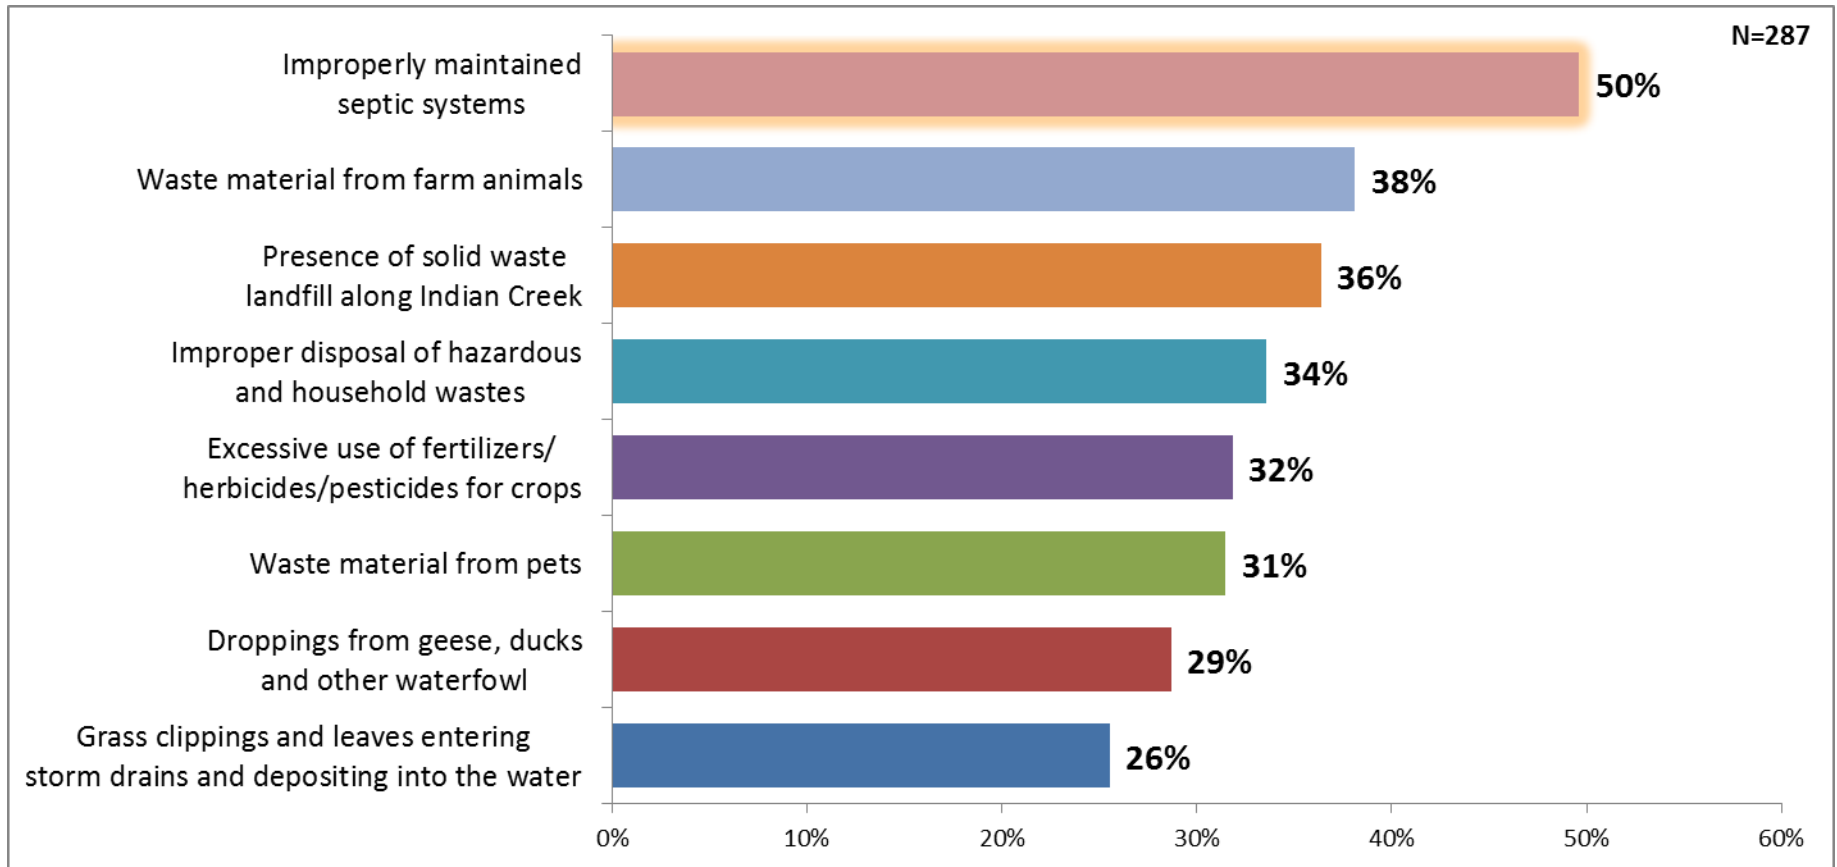 N=287
Improperly maintained
septic systems
50%
Waste material from farm animals
38%
Presence of solid waste
landfill along Indian Creek
36%
Improper disposal of hazardous
and household wastes
34%
Excessive use of fertilizers/
herbicides/pesticides for crops
32%
Waste material from pets
31%
Droppings from geese, ducks
and other waterfowl
29%
Grass clippings and leaves entering
storm drains and depositing into the water
26%
0% 10% 20% 30% 40% 50% 60%